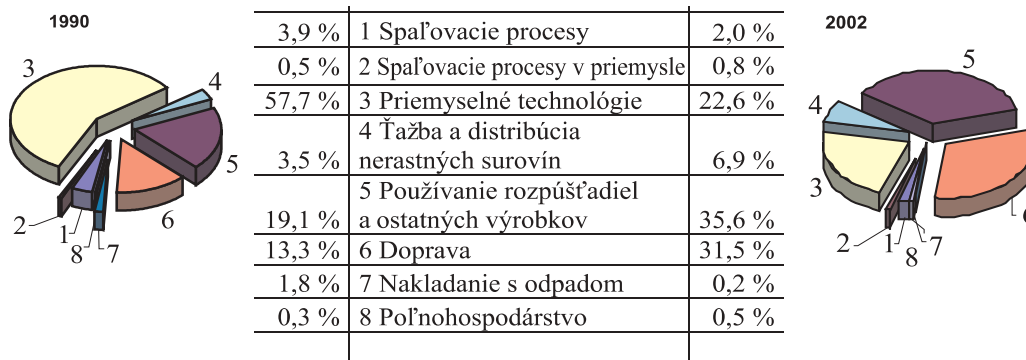 1990
3
4
5
6
7
8
1
2
3,9 % 1 Spaľovacie procesy 2,0 %
0,5 % 2 Spaľovacie procesy v priemysle 0,8 %
57,7 % 3 Priemyselné technológie 22,6 %
4 Ťažba a distribúcia
3,5 % nerastných surovín 6,9 %
5 Používanie rozpúšťadiel
19,1 % a ostatných výrobkov 35,6 %
13,3 % 6 Doprava 31,5 %
1,8 % 7 Nakladanie s odpadom 0,2 %
0,3 % 8 Poľnohospodárstvo 0,5 %
2002
5
4
3
2
1
8
7
6